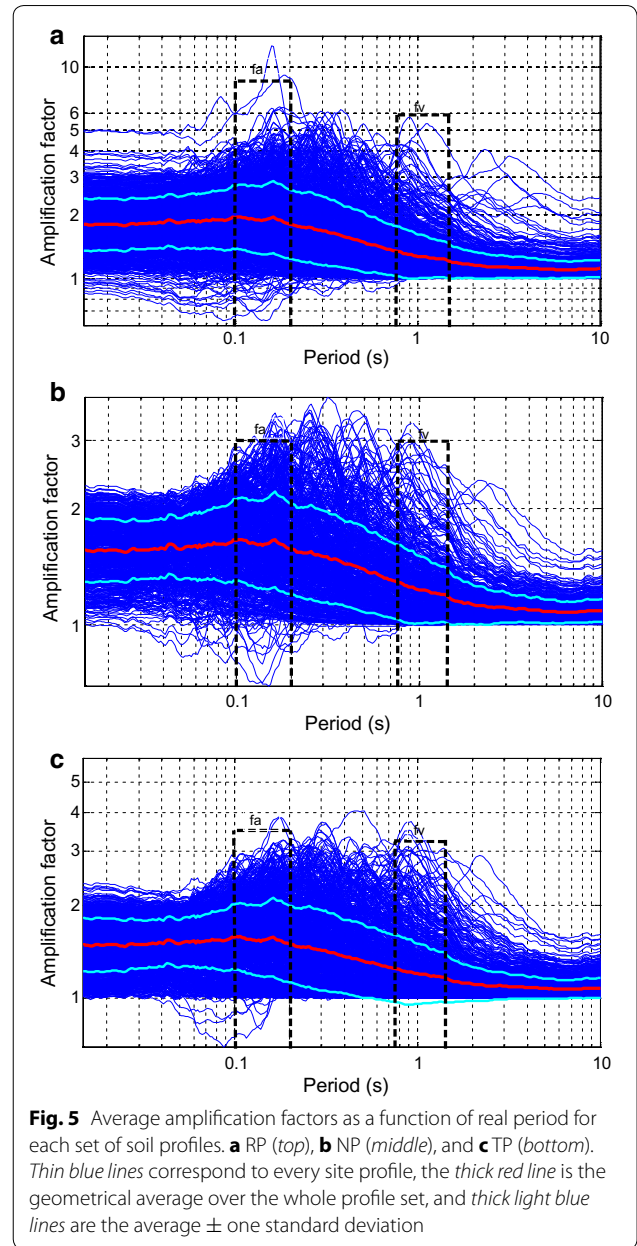 a
10
6
5
4
3
2
1
fa
fv
Amplification factor
0.1
1
10
Period (s)
b
3
2
1
fa
fv
Amplification factor
0.1
1
10
Period (s)
c
5
4
3
2
1
fa
fv
Amplification factor
0.1
1
10
Period (s)
Fig. 5 Average amplification factors as a function of real period for
each set of soil profiles. a RP (top), b NP (middle), and c TP (bottom).
Thin blue lines correspond to every site profile, the thick red line is the
geometrical average over the whole profile set, and thick light blue
lines are the average ± one standard deviation